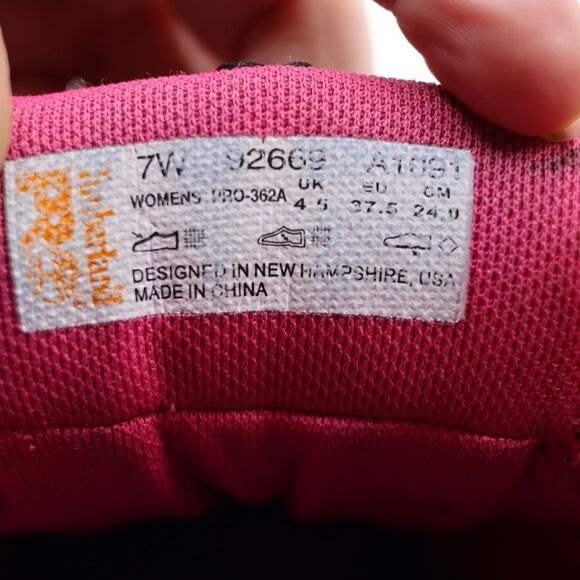 Timberland®
7W 92669 A1091
UK EU CM
WOMENS PRO-362A 4.5 37.5 24.0
DESIGNED IN NEW HAMPSHIRE, USA
MADE IN CHINA